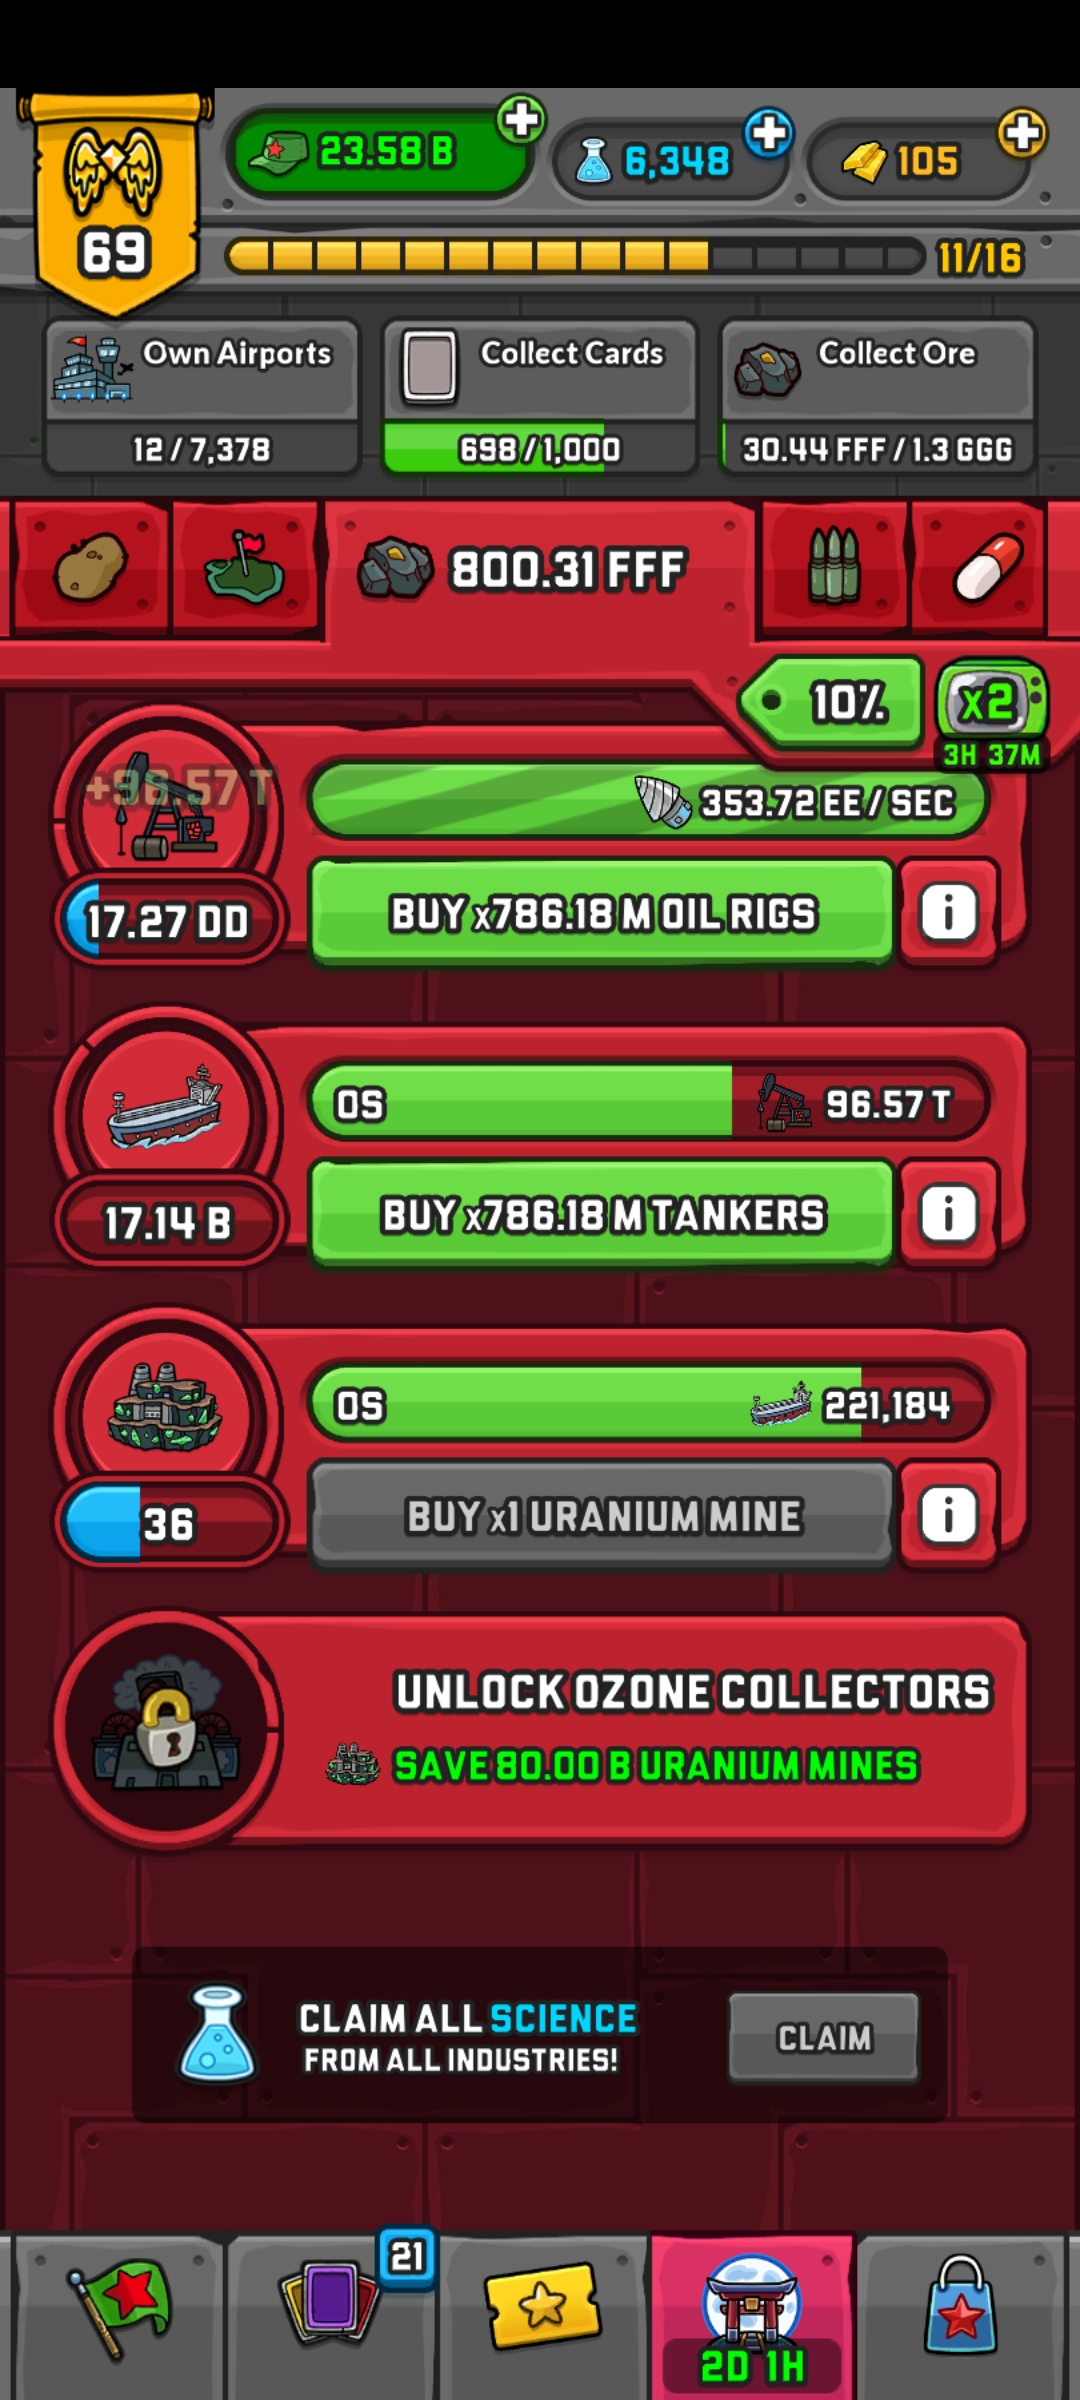 69
23.58 B
6,348
105
11/16
Own Airports
12 / 7,378
Collect Cards
698 / 1,000
Collect Ore
30.44 FFF / 1.3 GGG
800.31 FFF
10%
x2
3H 37M
353.72 EE / SEC
17.27 DD
BUY x786.18 M OIL RIGS
i
0S
96.57 T
17.14 B
BUY x786.18 M TANKERS
i
0S
221,184
36
BUY x1 URANIUM MINE
i
UNLOCK OZONE COLLECTORS
SAVE 80.00 B URANIUM MINES
CLAIM ALL SCIENCE
FROM ALL INDUSTRIES!
CLAIM
21
2D 1H